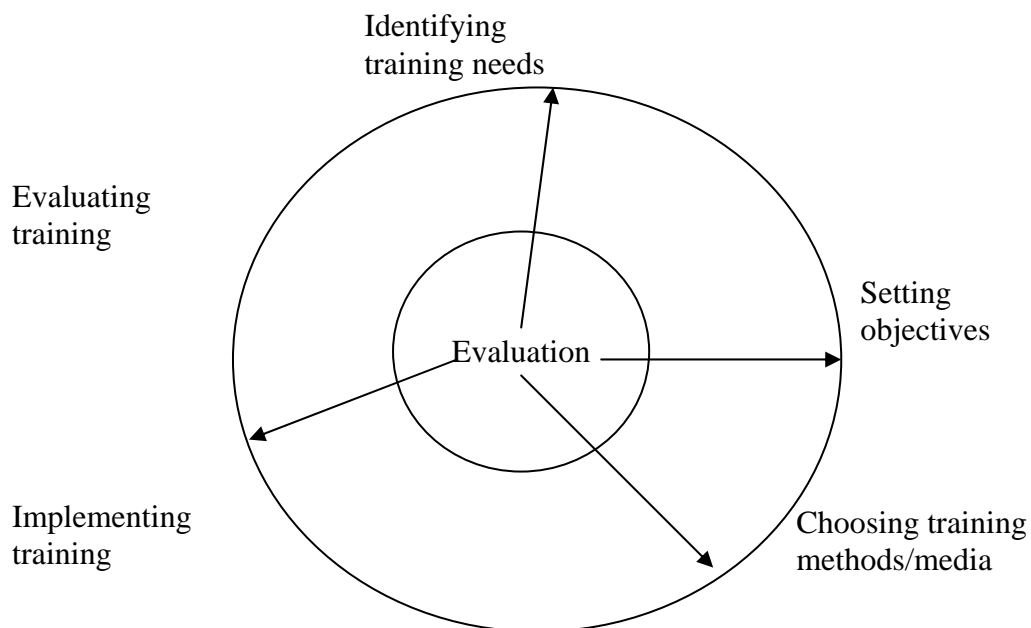 Identifying
training needs
Evaluating
training
Setting
objectives
Evaluation
Implementing
training
Choosing training
methods/media